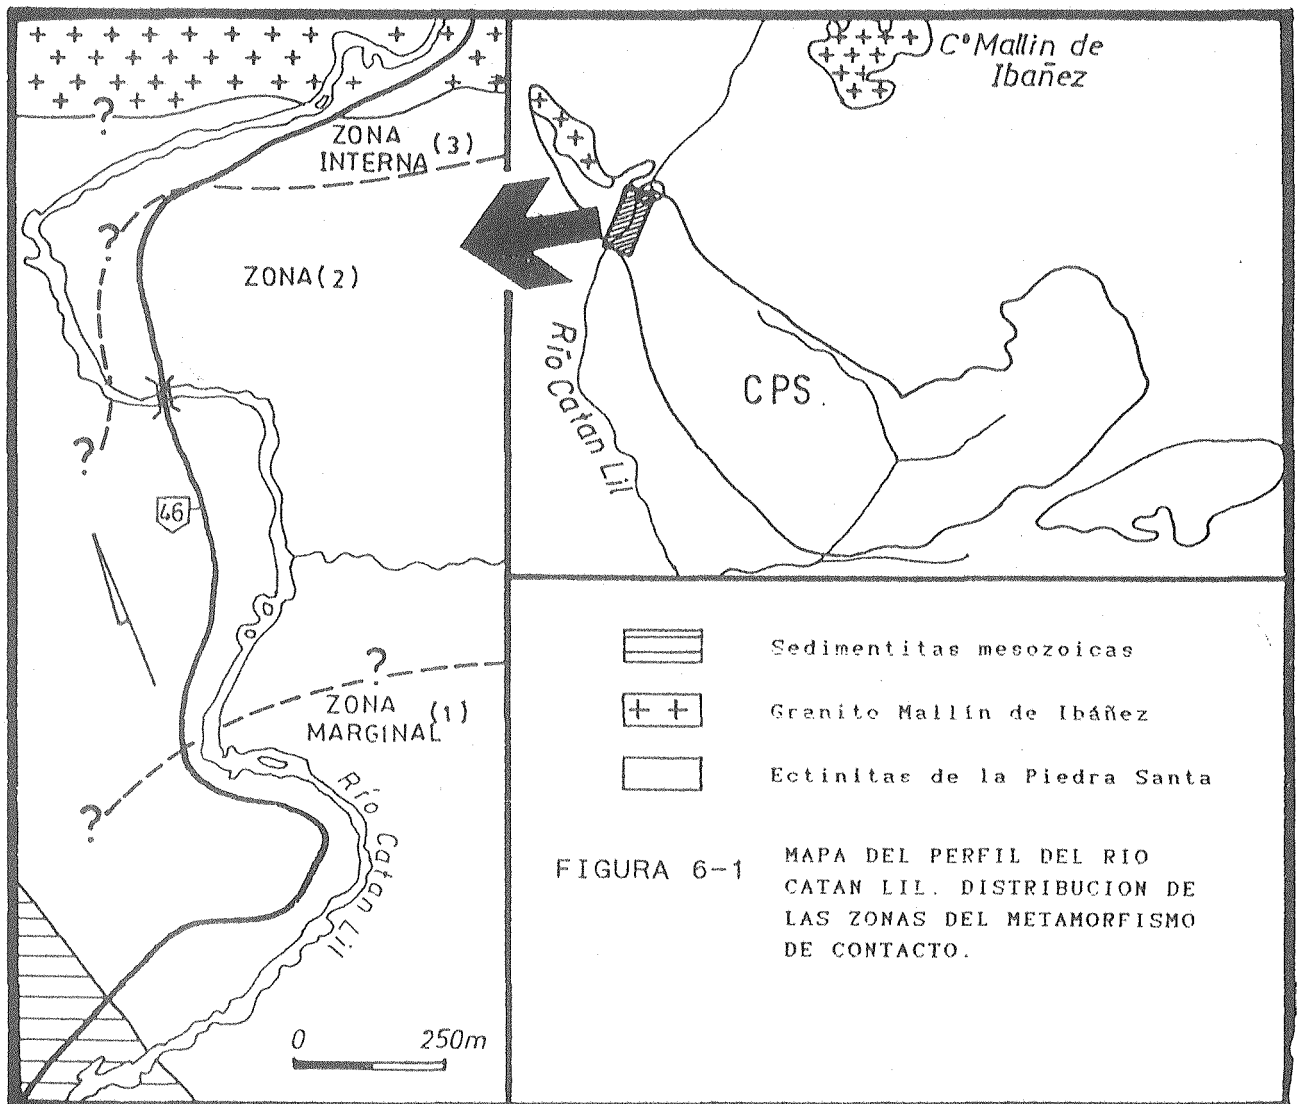 ?
ZONA
INTERNA (3)
?
ZONA (2)
?
46
?
ZONA
MARGINAL (1)
?
Río Catan Lil
0 250m
Cº Mallin de
Ibañez
Río Catan Lil
CPS.
Sedimentitas mesozoicas
Granito Mallín de Ibáñez
Ectinitas de la Piedra Santa
FIGURA 6-1
MAPA DEL PERFIL DEL RIO
CATAN LIL. DISTRIBUCION DE
LAS ZONAS DEL METAMORFISMO
DE CONTACTO.